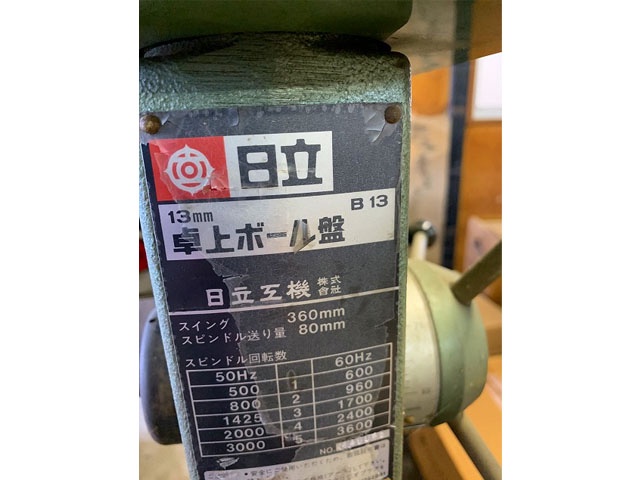 日立
13mm B 13
卓上ボール盤
日立工機 株式会社
スイング 360mm
スピンドル送り量 80mm
スピンドル回転数
50Hz 60Hz
500 1 600
800 2 960
1425 3 1700
2000 4 2400
3000 5 3600
NO.